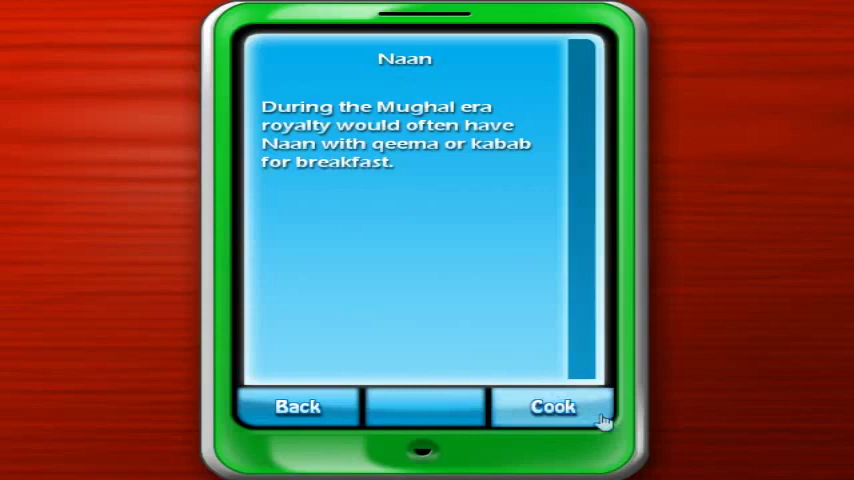 Naan
During the Mughal era
royalty would often have
Naan with qeema or kabab
for breakfast.
Back
Cook